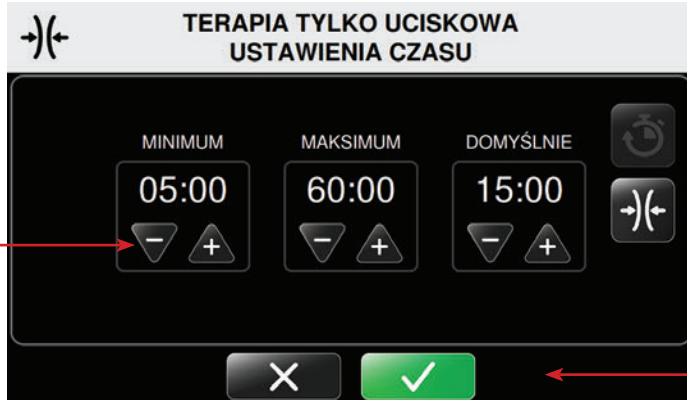 TERAPIA TYLKO UCISKOWA
USTAWIENIA CZASU
MINIMUM MAKSIMUM DOMYŚLNIE
05:00 60:00 15:00
- + - + - +